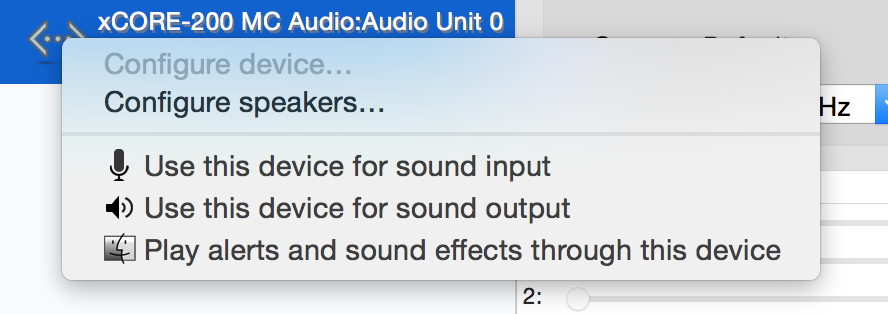 xCORE-200 MC Audio:Audio Unit 0
Configure device...
Configure speakers...
Hz
Use this device for sound input
Use this device for sound output
Play alerts and sound effects through this device
2: